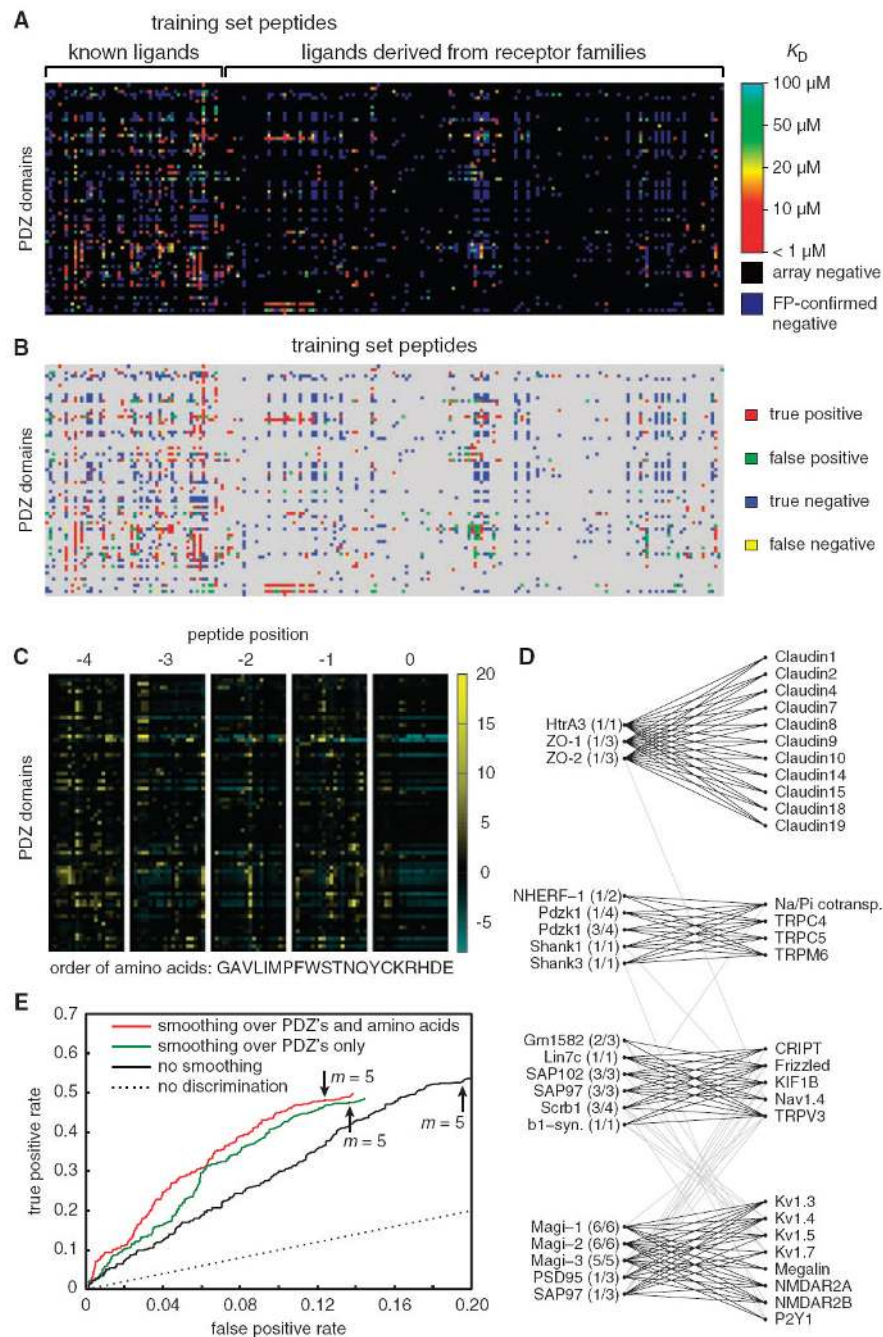 A
training set peptides
known ligands
ligands derived from receptor families
PDZ domains
K_D
100 μM
50 μM
20 μM
10 μM
< 1 μM
array negative
FP-confirmed
negative
B
training set peptides
PDZ domains
true positive
false positive
true negative
false negative
C
peptide position
-4 -3 -2 -1 0
PDZ domains
20
15
10
5
0
-5
order of amino acids: GAVLIMPFWSTNQYCKRHDE
D
HtrA3 (1/1)
ZO-1 (1/3)
ZO-2 (1/3)
Claudin1
Claudin2
Claudin4
Claudin7
Claudin8
Claudin9
Claudin10
Claudin14
Claudin15
Claudin18
Claudin19
NHERF-1 (1/2)
Pdzk1 (1/4)
Pdzk1 (3/4)
Shank1 (1/1)
Shank3 (1/1)
Na/Pi cotransp.
TRPC4
TRPC5
TRPM6
Gm1582 (2/3)
Lin7c (1/1)
SAP102 (3/3)
SAP97 (3/3)
Scrb1 (3/4)
b1-syn. (1/1)
CRIPT
Frizzled
KIF1B
Nav1.4
TRPV3
Magi-1 (6/6)
Magi-2 (6/6)
Magi-3 (5/5)
PSD95 (1/3)
SAP97 (1/3)
Kv1.3
Kv1.4
Kv1.5
Kv1.7
Megalin
NMDAR2A
NMDAR2B
P2Y1
E
true positive rate
0.7
0.6
0.5
0.4
0.3
0.2
0.1
0
smoothing over PDZ's and amino acids
smoothing over PDZ's only
no smoothing
no discrimination
m = 5
m = 5
m = 5
0 0.04 0.08 0.12 0.16 0.20
false positive rate